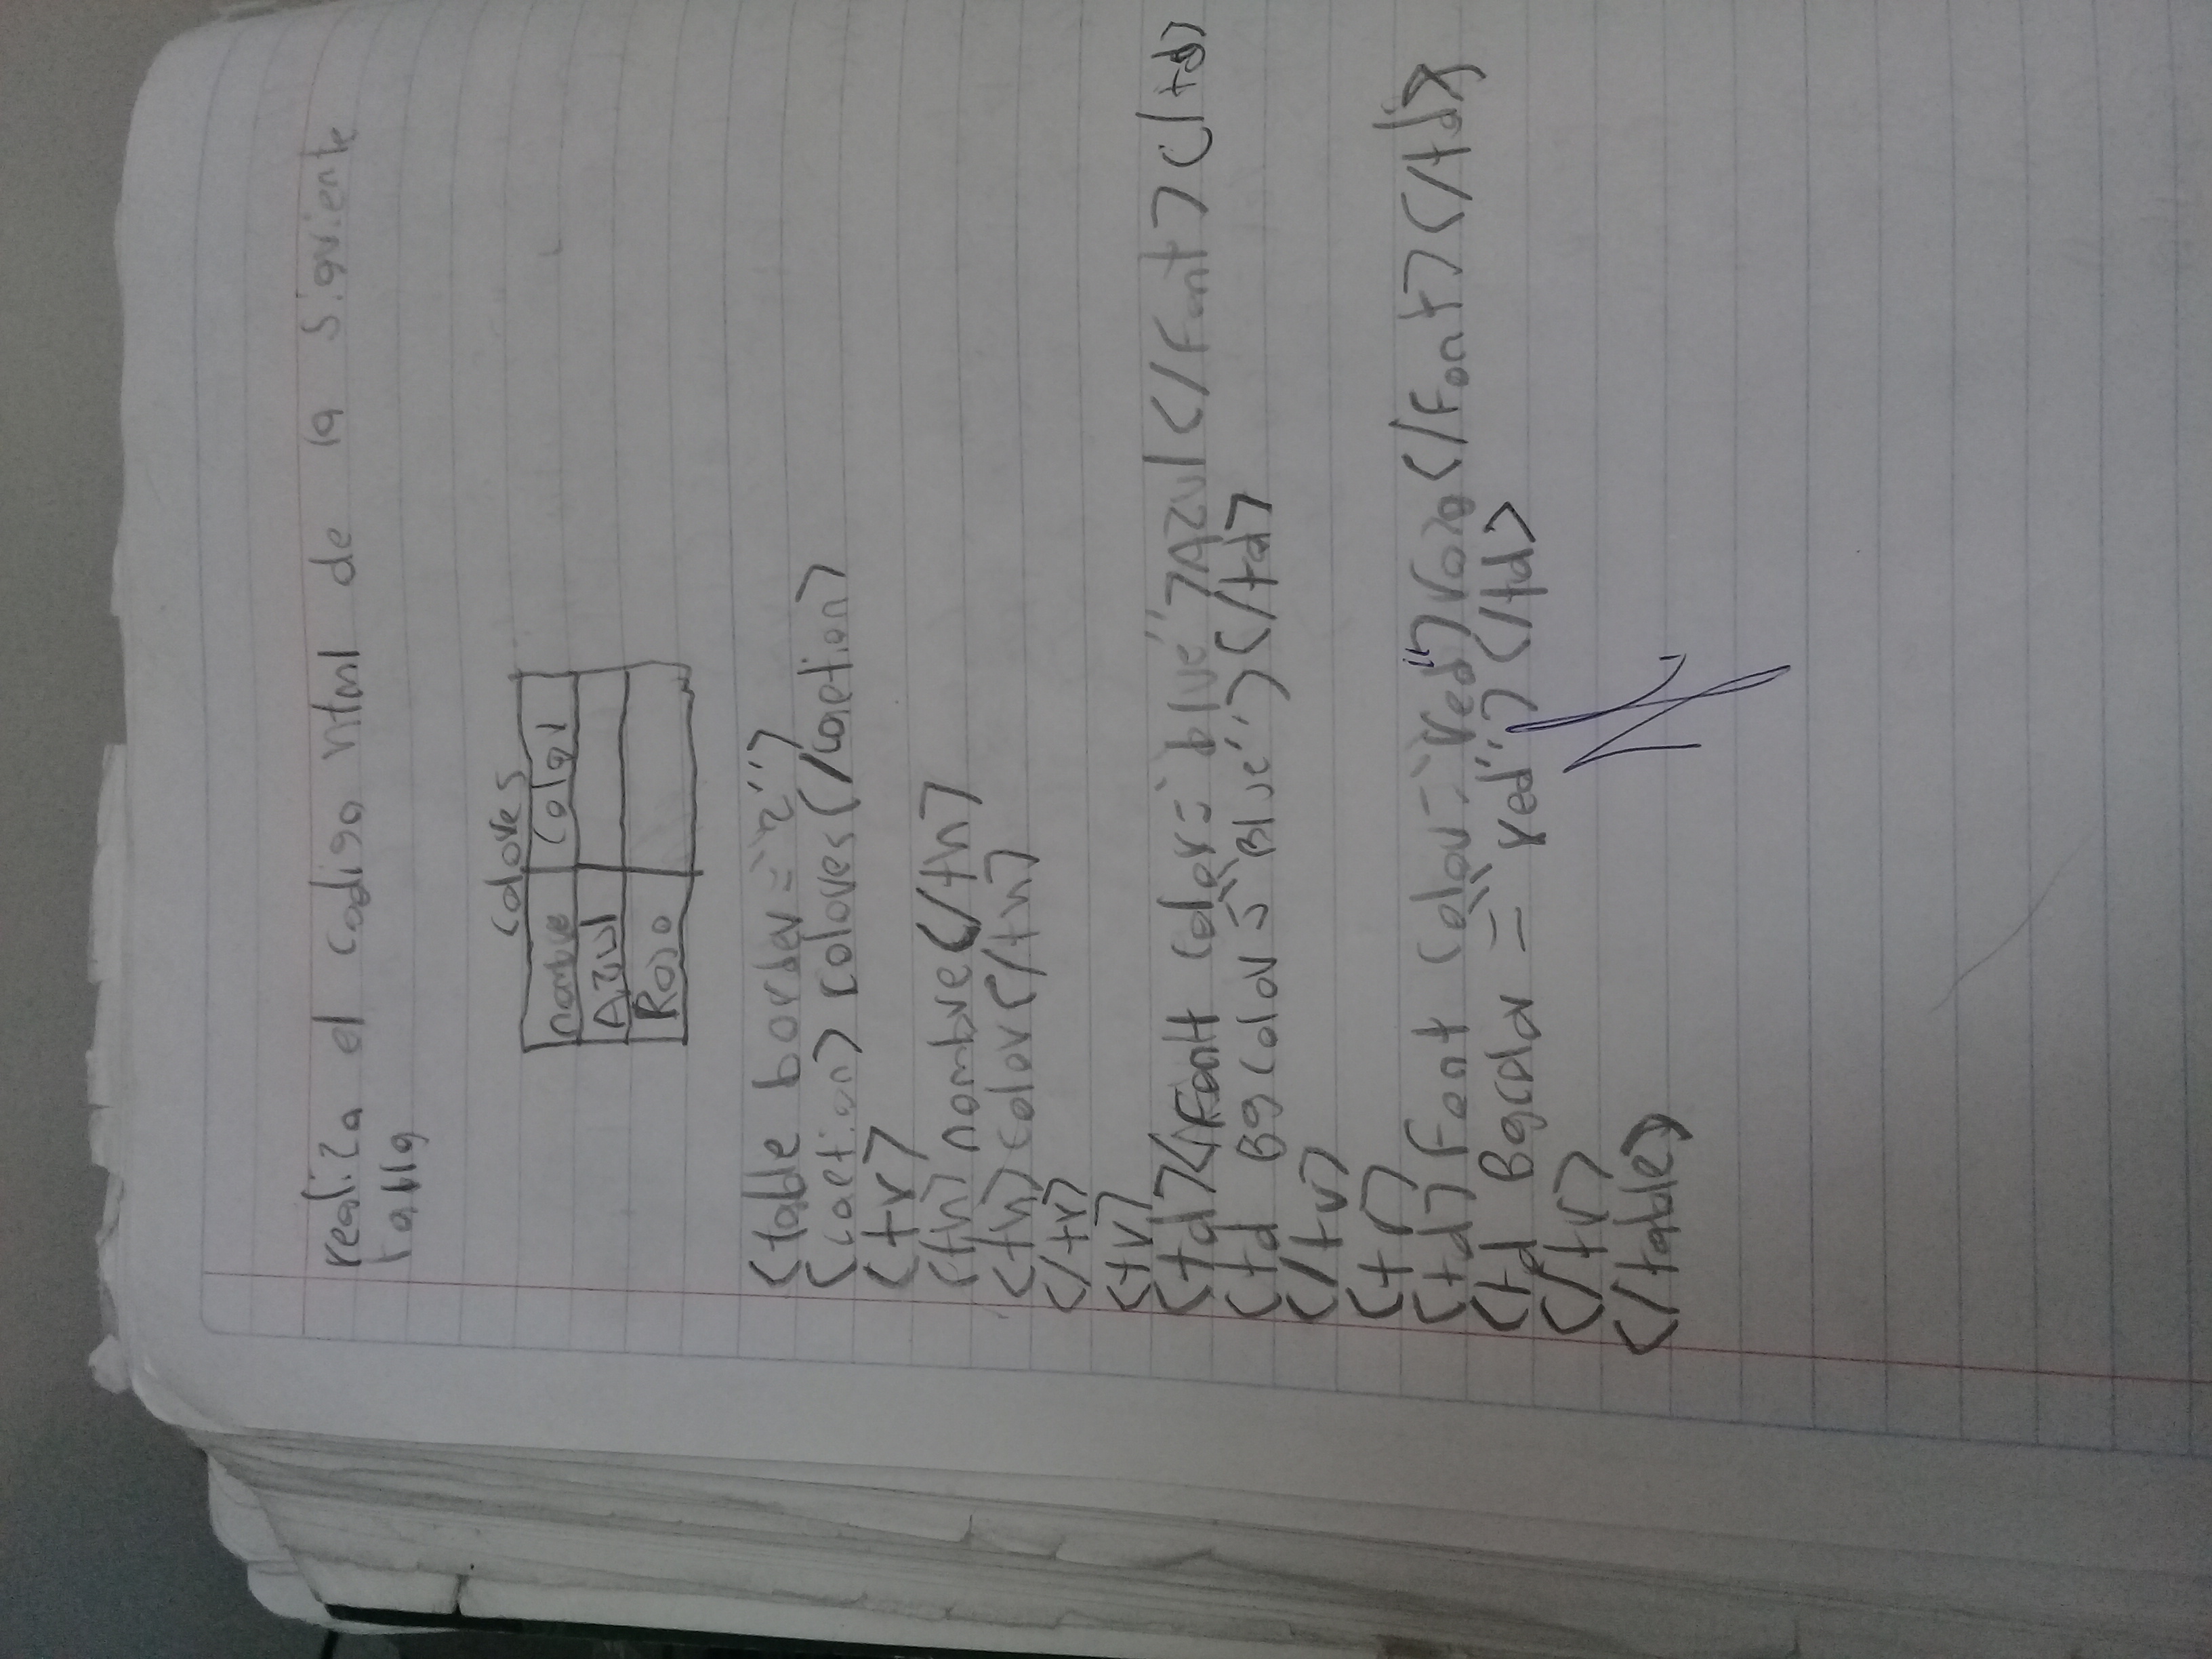 realiza el codigo html de la siguiente
tabla
colores
nombre color
Azul
Rojo
<table border="2">
<caption> colores</caption>
<tr>
<th> nombre</th>
<th> color</th>
</tr>
<tr>
<td><Font color="blue">Azul</Font></td>
<td Bgcolor="Blue"></td>
</tr>
<tr>
<td>Font color="red">rojo</Font></td>
<td Bgcolor="red"></td>
</tr>
</table>